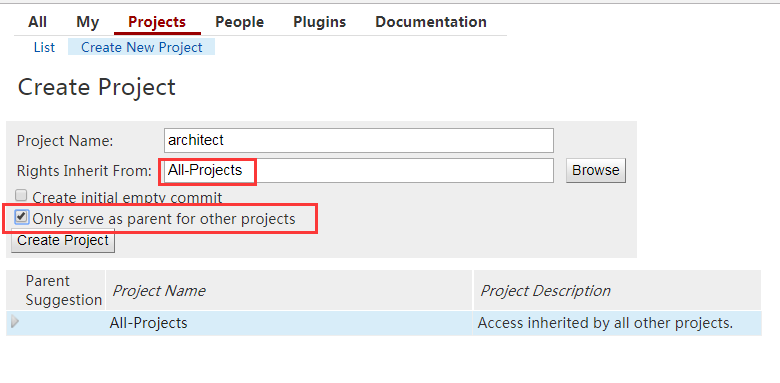 All My Projects People Plugins Documentation
List Create New Project
Create Project
Project Name: architect
Rights Inherit From: All-Projects Browse
Create initial empty commit
Only serve as parent for other projects
Create Project
Parent Suggestion Project Name Project Description
All-Projects Access inherited by all other projects.